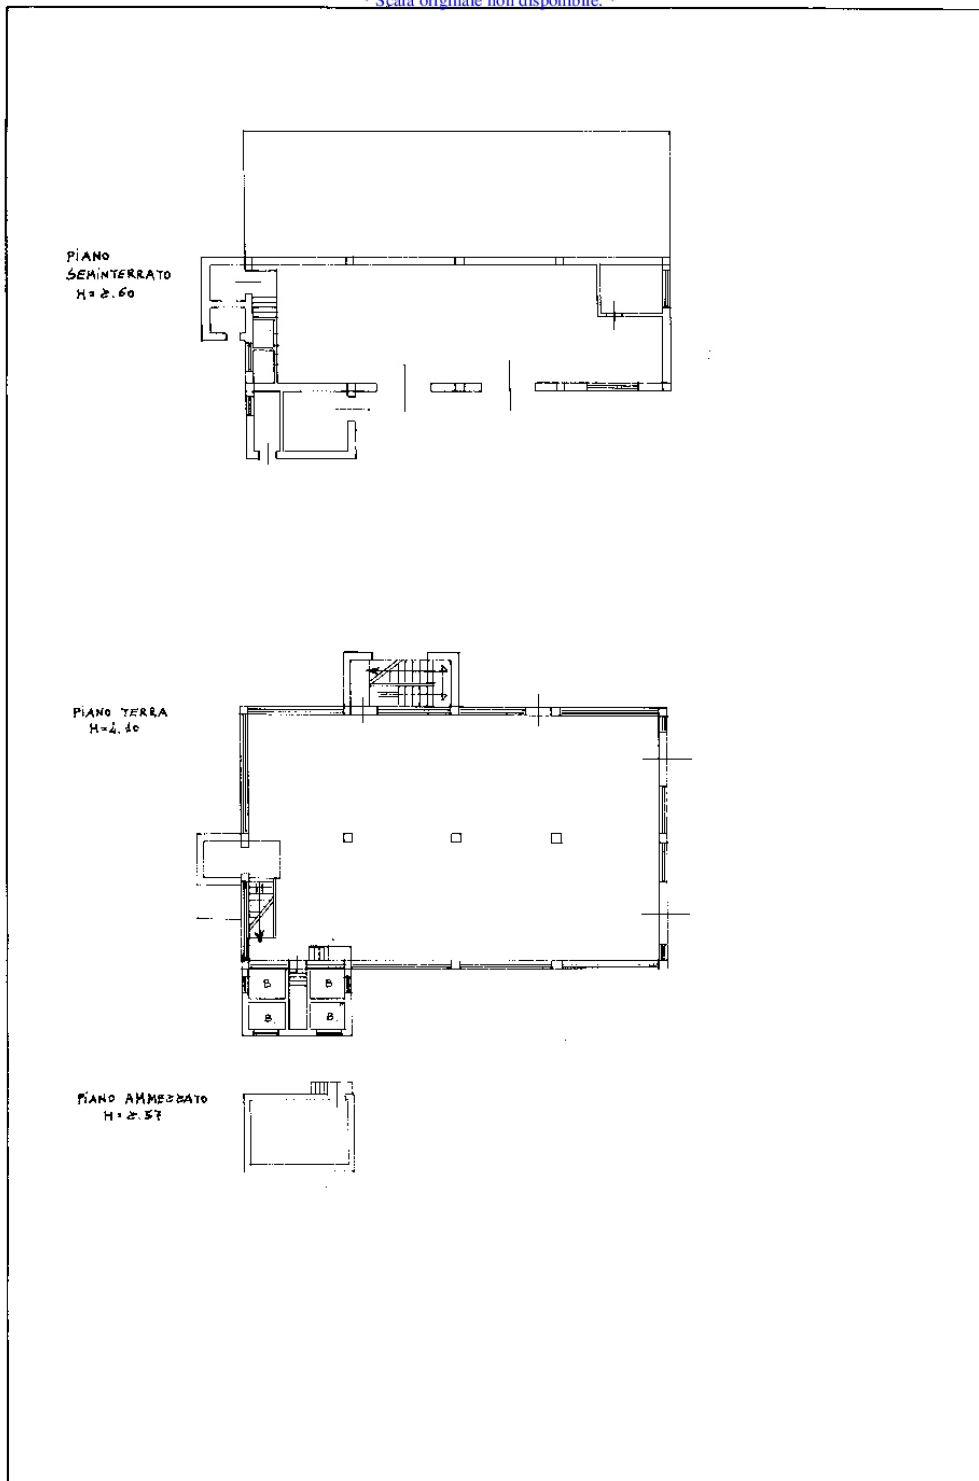 * Scala originale non disponibile. *
PIANO
SEMINTERRATO
H=2.60
PIANO TERRA
H=4.10
B
B
B
B.
PIANO AMMEZZATO
H=2.57